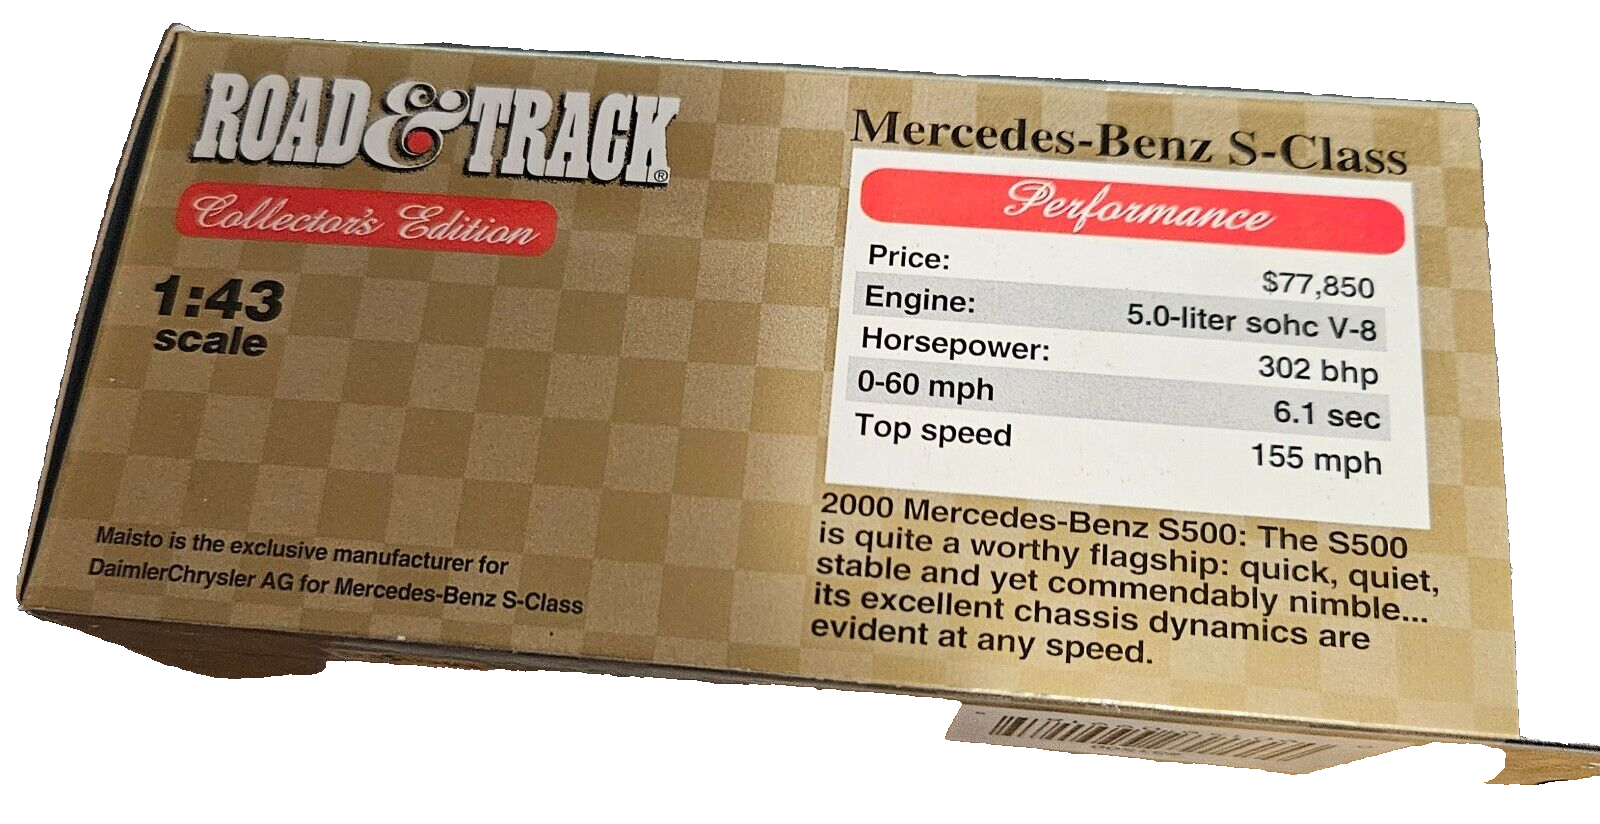 ROAD & TRACK®
Collector's Edition
1:43
scale
Maisto is the exclusive manufacturer for
DaimlerChrysler AG for Mercedes-Benz S-Class
Mercedes-Benz S-Class
Performance
Price: $77,850
Engine: 5.0-liter sohc V-8
Horsepower: 302 bhp
0-60 mph 6.1 sec
Top speed 155 mph
2000 Mercedes-Benz S500: The S500
is quite a worthy flagship: quick, quiet,
stable and yet commendably nimble...
its excellent chassis dynamics are
evident at any speed.